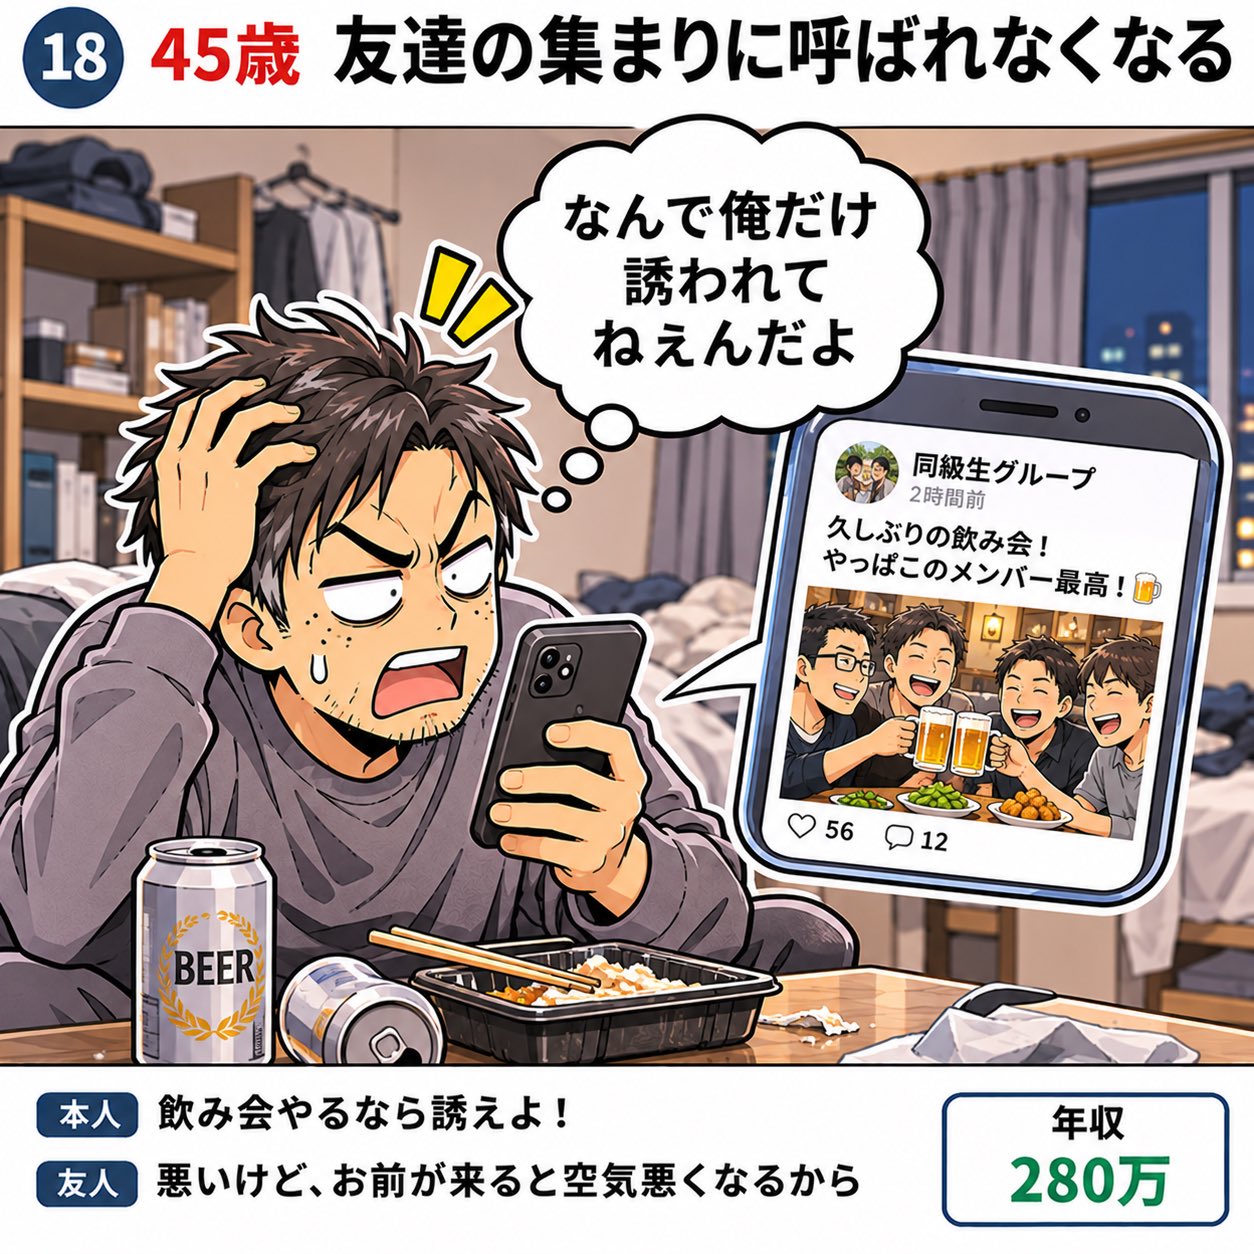 18 45歳 友達の集まりに呼ばれなくなる
なんで俺だけ
誘われて
ねぇんだよ
同級生グループ
2時間前
久しぶりの飲み会！
やっぱこのメンバー最高！🍺
56 12
BEER
本人 飲み会やるなら誘えよ！
友人 悪いけど、お前が来ると空気悪くなるから
年収
280万